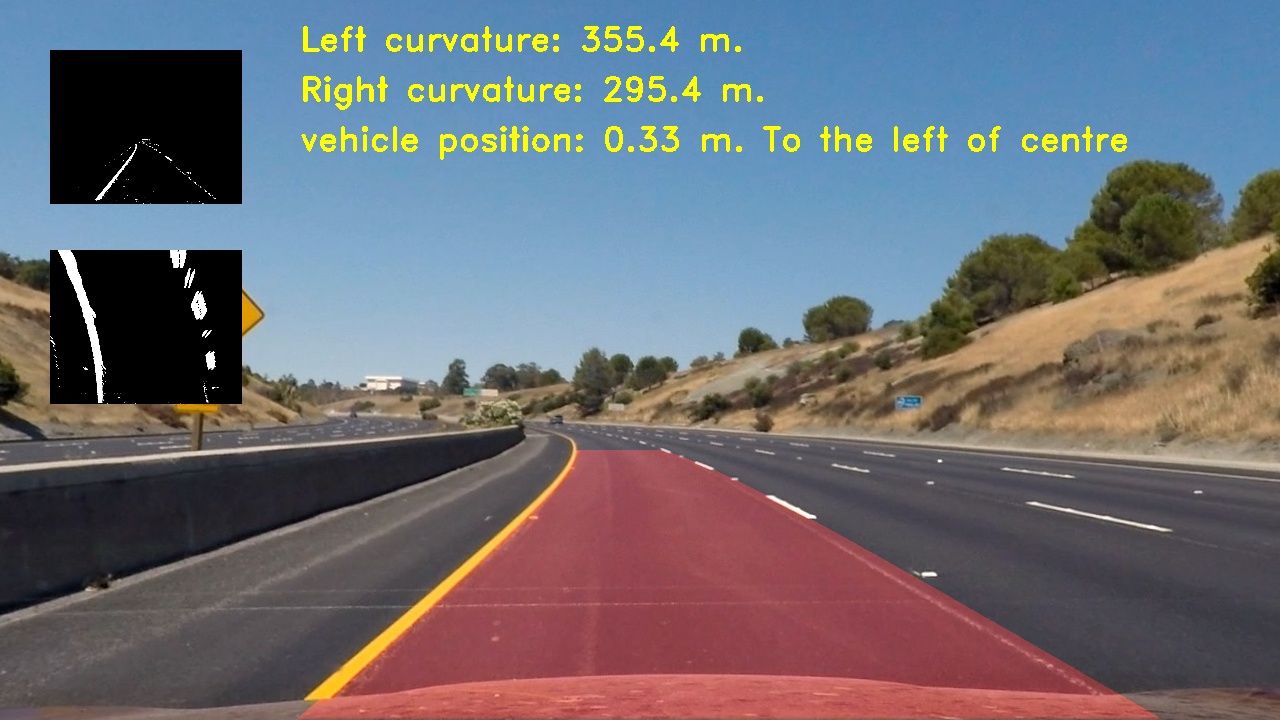 Left curvature: 355.4 m.
Right curvature: 295.4 m.
vehicle position: 0.33 m. To the left of centre